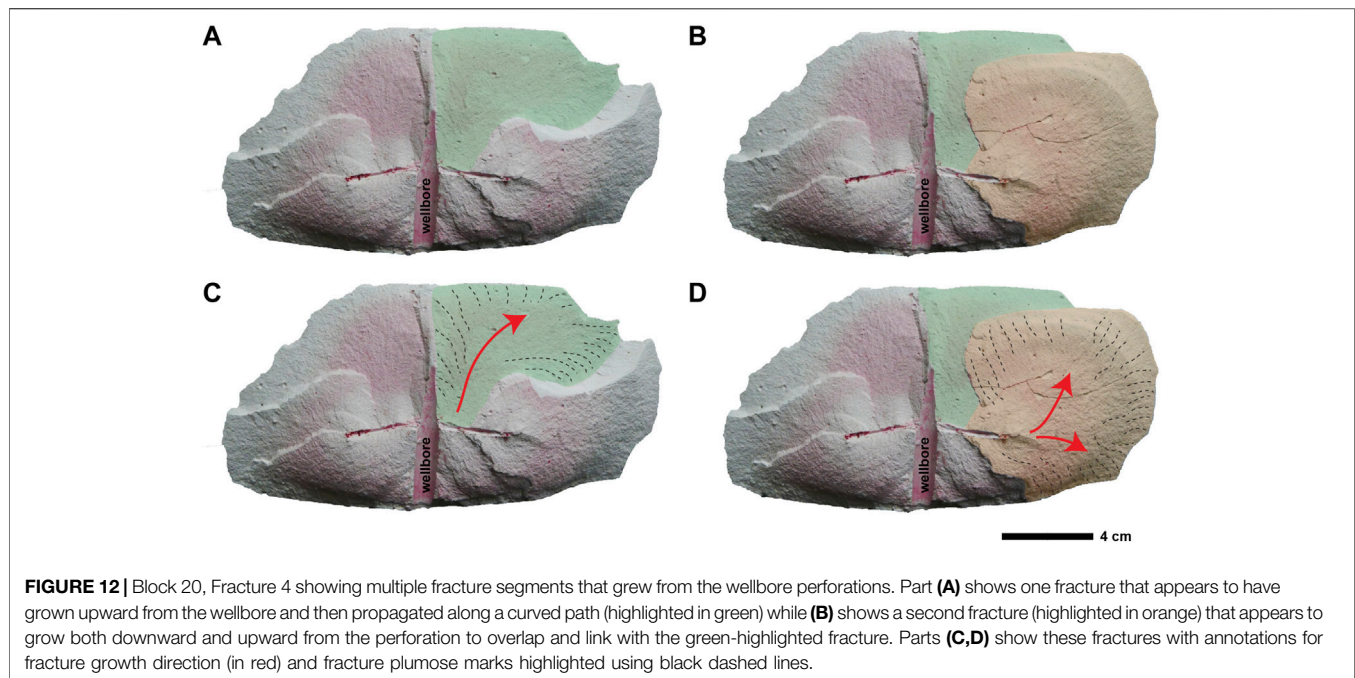 A
B
wellbore
wellbore
C
D
wellbore
wellbore
4 cm
FIGURE 12 | Block 20, Fracture 4 showing multiple fracture segments that grew from the wellbore perforations. Part (A) shows one fracture that appears to have
grown upward from the wellbore and then propagated along a curved path (highlighted in green) while (B) shows a second fracture (highlighted in orange) that appears to
grow both downward and upward from the perforation to overlap and link with the green-highlighted fracture. Parts (C,D) show these fractures with annotations for
fracture growth direction (in red) and fracture plumose marks highlighted using black dashed lines.